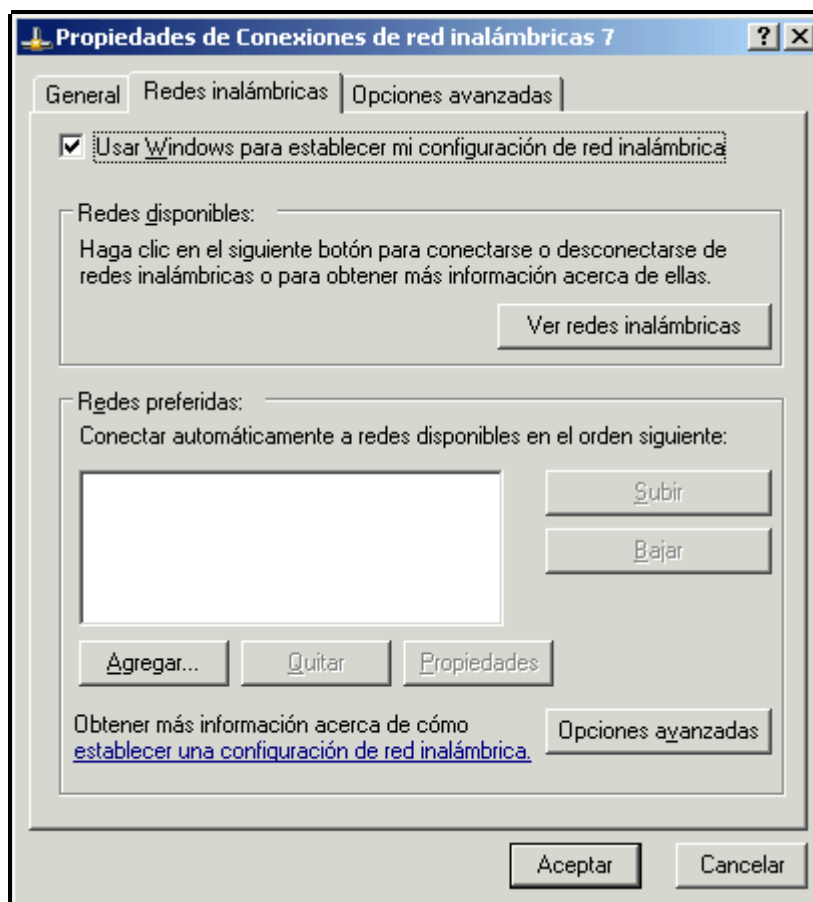 Propiedades de Conexiones de red inalámbricas 7
General
Redes inalámbricas
Opciones avanzadas
Usar Windows para establecer mi configuración de red inalámbrica
Redes disponibles:
Haga clic en el siguiente botón para conectarse o desconectarse de
redes inalámbricas o para obtener más información acerca de ellas.
Ver redes inalámbricas
Redes preferidas:
Conectar automáticamente a redes disponibles en el orden siguiente:
Subir
Bajar
Agregar...
Quitar
Propiedades
Obtener más información acerca de cómo
establecer una configuración de red inalámbrica.
Opciones avanzadas
Aceptar
Cancelar